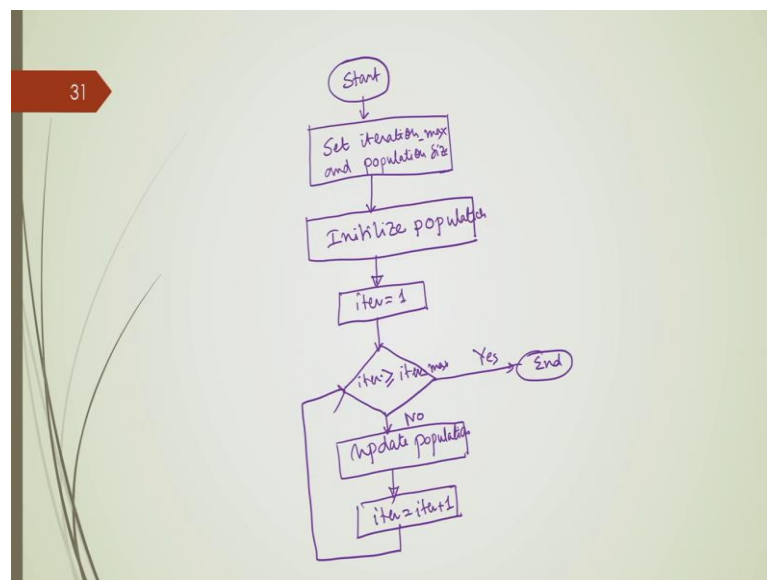 31
Start
Set iteration_max
and population size
Initilize population
iter = 1
iter ≥ iter_max
Yes
End
No
Update population
iter = iter+1